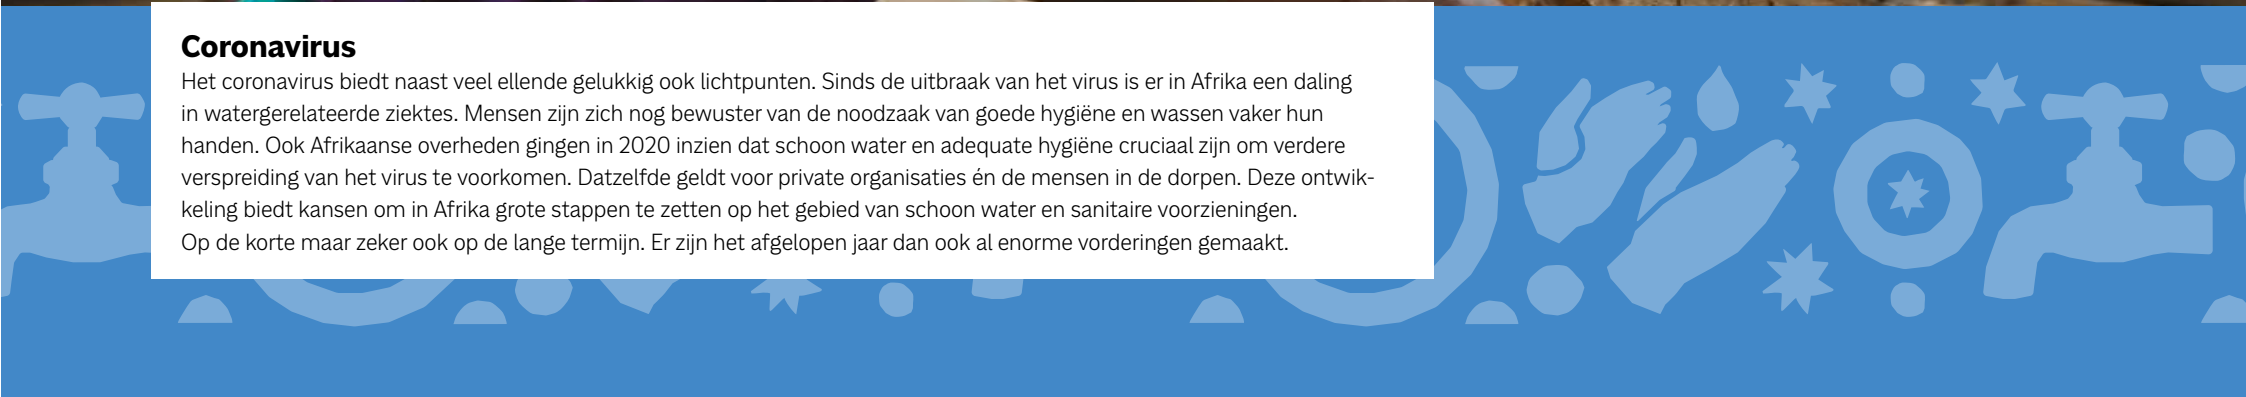 Coronavirus
Het coronavirus biedt naast veel ellende gelukkig ook lichtpunten. Sinds de uitbraak van het virus is er in Afrika een daling
in watergerelateerde ziektes. Mensen zijn zich nog bewuster van de noodzaak van goede hygiëne en wassen vaker hun
handen. Ook Afrikaanse overheden gingen in 2020 inzien dat schoon water en adequate hygiëne cruciaal zijn om verdere
verspreiding van het virus te voorkomen. Datzelfde geldt voor private organisaties én de mensen in de dorpen. Deze ontwik-
keling biedt kansen om in Afrika grote stappen te zetten op het gebied van schoon water en sanitaire voorzieningen.
Op de korte maar zeker ook op de lange termijn. Er zijn het afgelopen jaar dan ook al enorme vorderingen gemaakt.